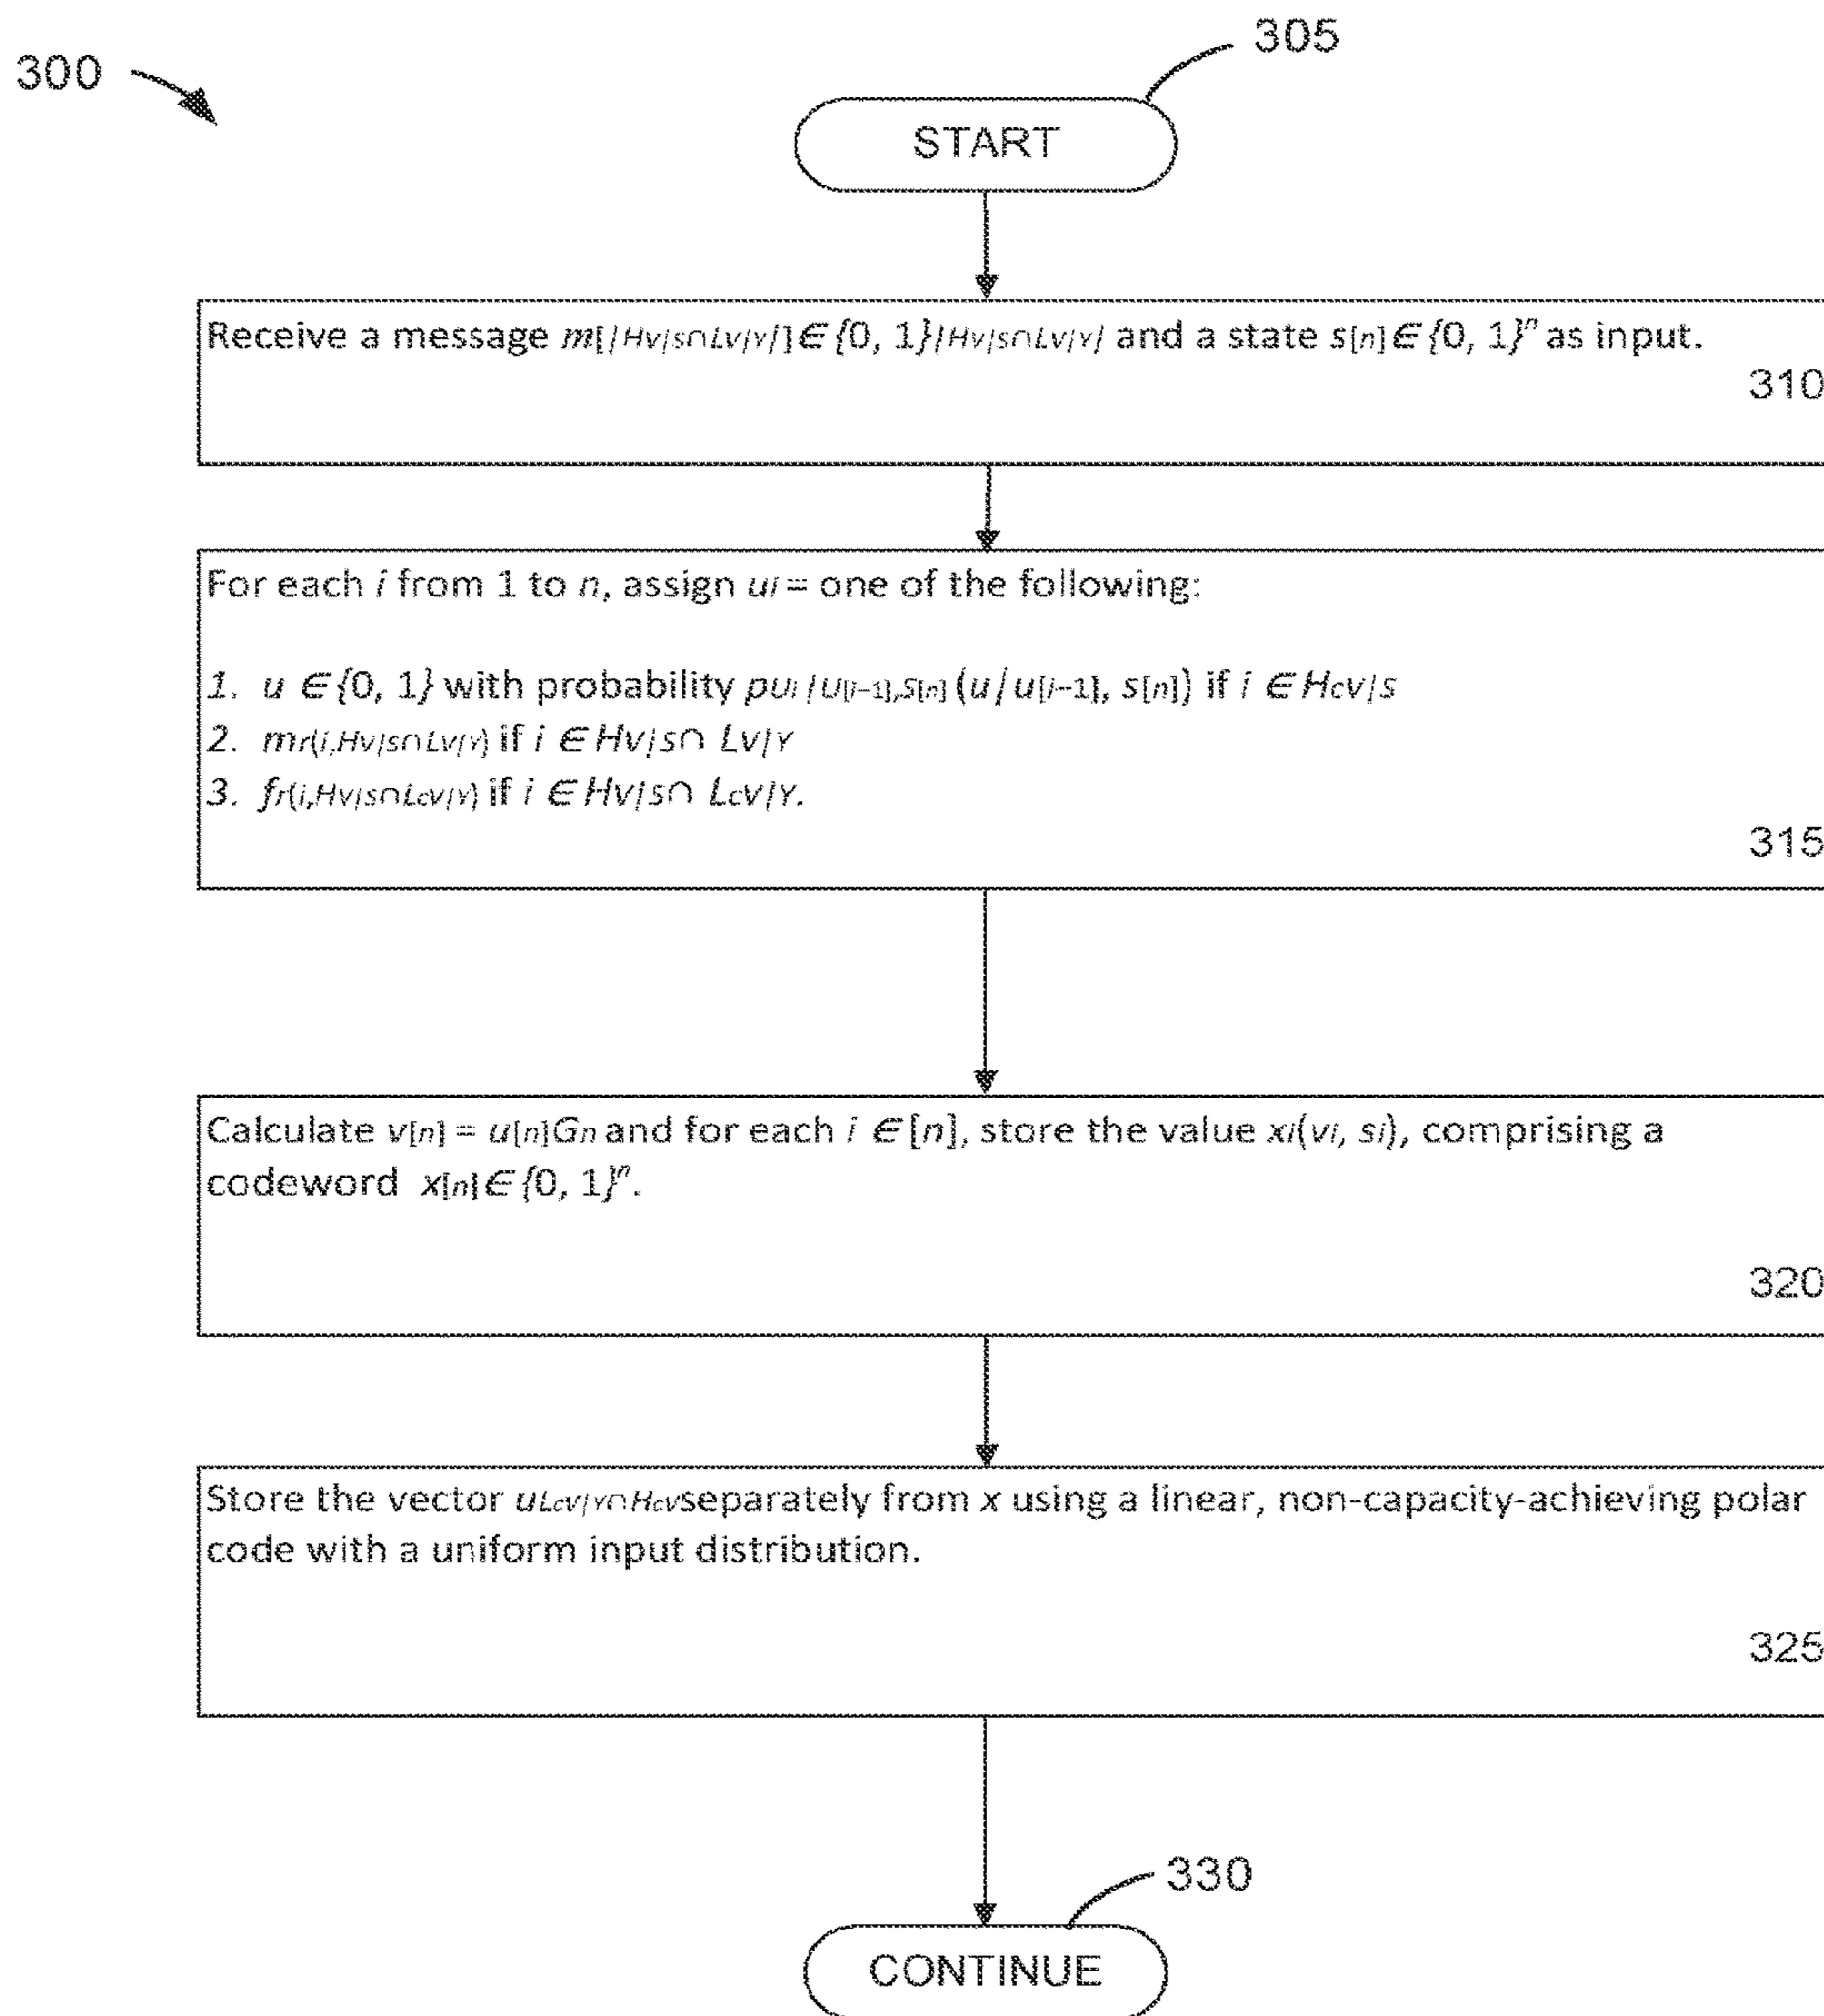 300
305
START
Receive a message m[|Hv|s∩Lv|Y|]∈{0, 1}|Hv|s∩Lv|Y| and a state s[n]∈{0, 1}ⁿ as input.
310
For each i from 1 to n, assign ui = one of the following:
1. u ∈{0, 1} with probability pUi |U[i−1],S[n] (u|u[i−1], s[n]) if i ∈ Hcv|s
2. mr(i,Hv|s∩Lv|Y) if i ∈ Hv|s∩ Lv|Y
3. fr(i,Hv|s∩Lcv|Y) if i ∈ Hv|s∩ Lcv|Y.
315
Calculate v[n] = u[n]Gn and for each i ∈ [n], store the value xi(vi, si), comprising a
codeword x[n]∈{0, 1}ⁿ.
320
Store the vector uLcv|Y∩Hcvseparately from x using a linear, non-capacity-achieving polar
code with a uniform input distribution.
325
330
CONTINUE